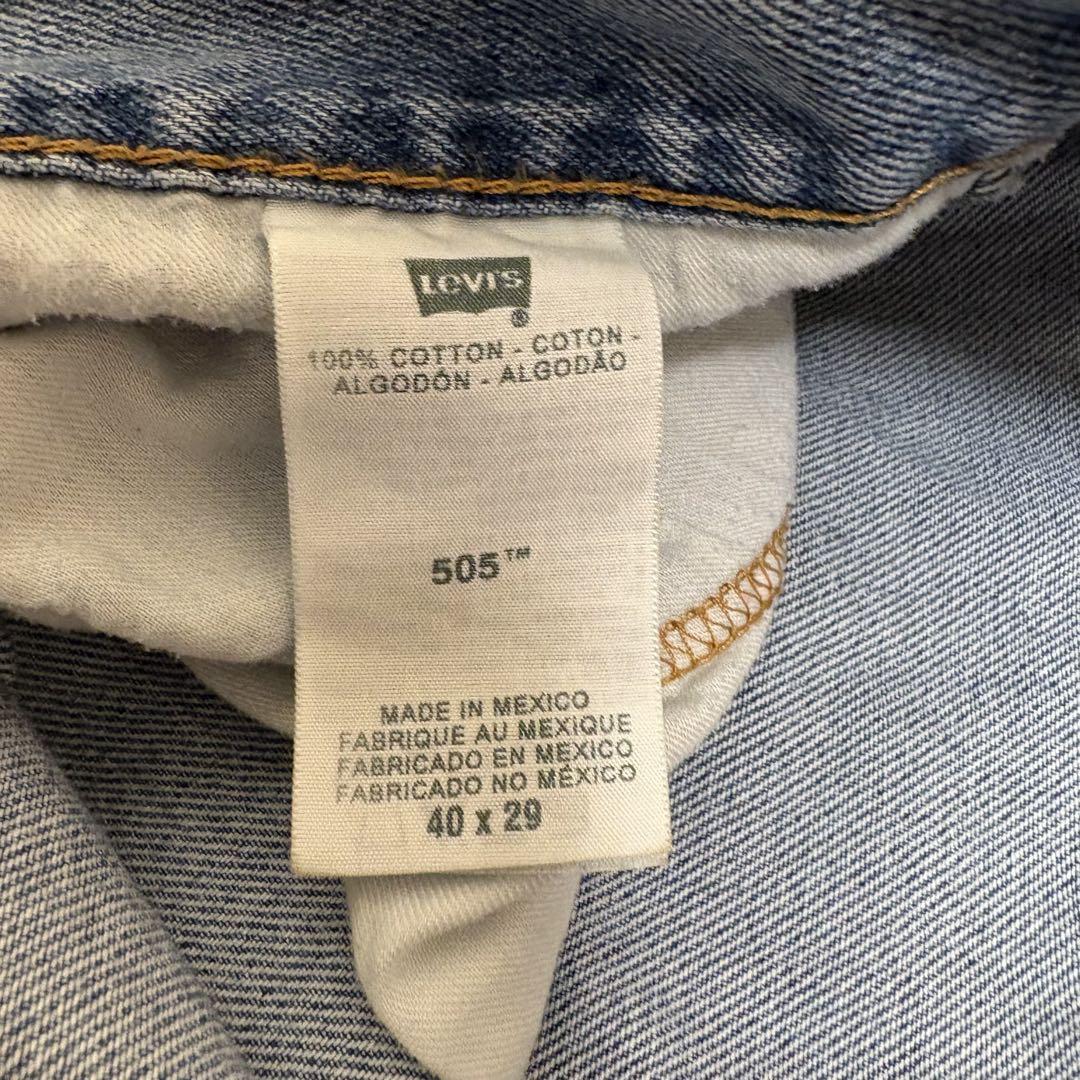 Levi's
®
100% COTTON - COTON -
ALGODÓN - ALGODÃO
505™
MADE IN MEXICO
FABRIQUE AU MEXIQUE
FABRICADO EN MÉXICO
FABRICADO NO MÉXICO
40 x 29